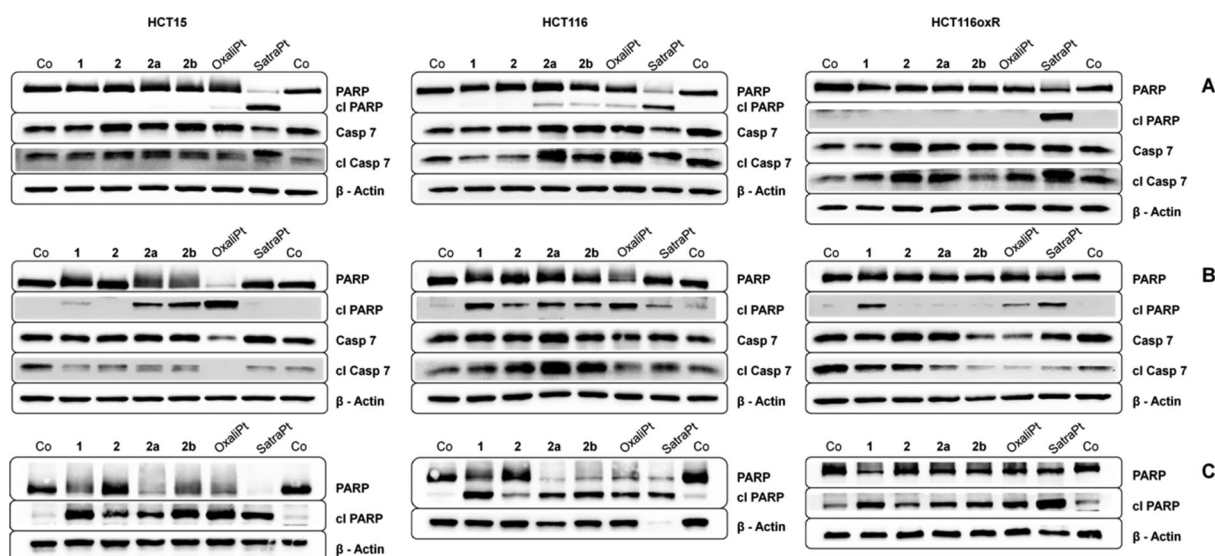 HCT15 HCT116 HCT116oxR
Co 1 2 2a 2b OxaliPt SatraPt Co Co 1 2 2a 2b OxaliPt SatraPt Co Co 1 2 2a 2b OxaliPt SatraPt Co
PARP PARP PARP A
cl PARP cl PARP cl PARP
Casp 7 Casp 7 Casp 7
cl Casp 7 cl Casp 7 cl Casp 7
β - Actin β - Actin β - Actin
Co 1 2 2a 2b OxaliPt SatraPt Co Co 1 2 2a 2b OxaliPt SatraPt Co Co 1 2 2a 2b OxaliPt SatraPt Co
PARP PARP PARP B
cl PARP cl PARP cl PARP
Casp 7 Casp 7 Casp 7
cl Casp 7 cl Casp 7 cl Casp 7
β - Actin β - Actin β - Actin
Co 1 2 2a 2b OxaliPt SatraPt Co Co 1 2 2a 2b OxaliPt SatraPt Co Co 1 2 2a 2b OxaliPt SatraPt Co
PARP PARP PARP C
cl PARP cl PARP cl PARP
β - Actin β - Actin β - Actin